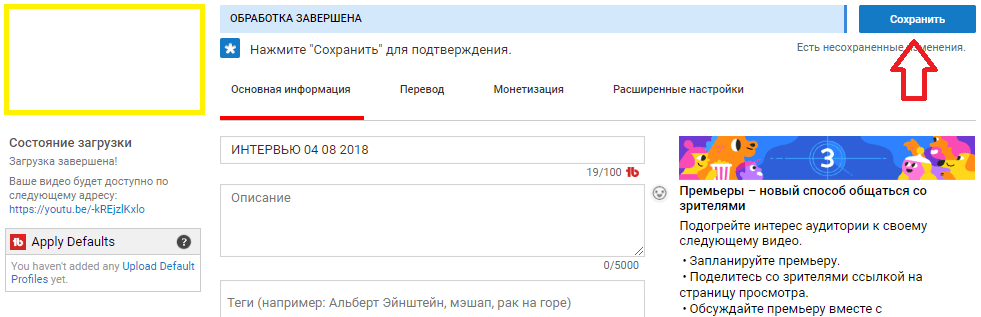 ОБРАБОТКА ЗАВЕРШЕНА
Сохранить
Нажмите "Сохранить" для подтверждения.
Есть несохраненные изменения.
Основная информация
Перевод
Монетизация
Расширенные настройки
Состояние загрузки
Загрузка завершена!
Ваше видео будет доступно по
следующему адресу:
https://youtu.be/-kREjzlKxlo
tb Apply Defaults ?
You haven't added any Upload Default
Profiles yet.
ИНТЕРВЬЮ 04 08 2018
19/100 tb
Описание
0/5000
Теги (например: Альберт Эйнштейн, мэшап, рак на горе)
3
Премьеры – новый способ общаться со
зрителями
Подогрейте интерес аудитории к своему
следующему видео.
• Запланируйте премьеру.
• Поделитесь со зрителями ссылкой на
страницу просмотра.
• Обсуждайте премьеру вместе с